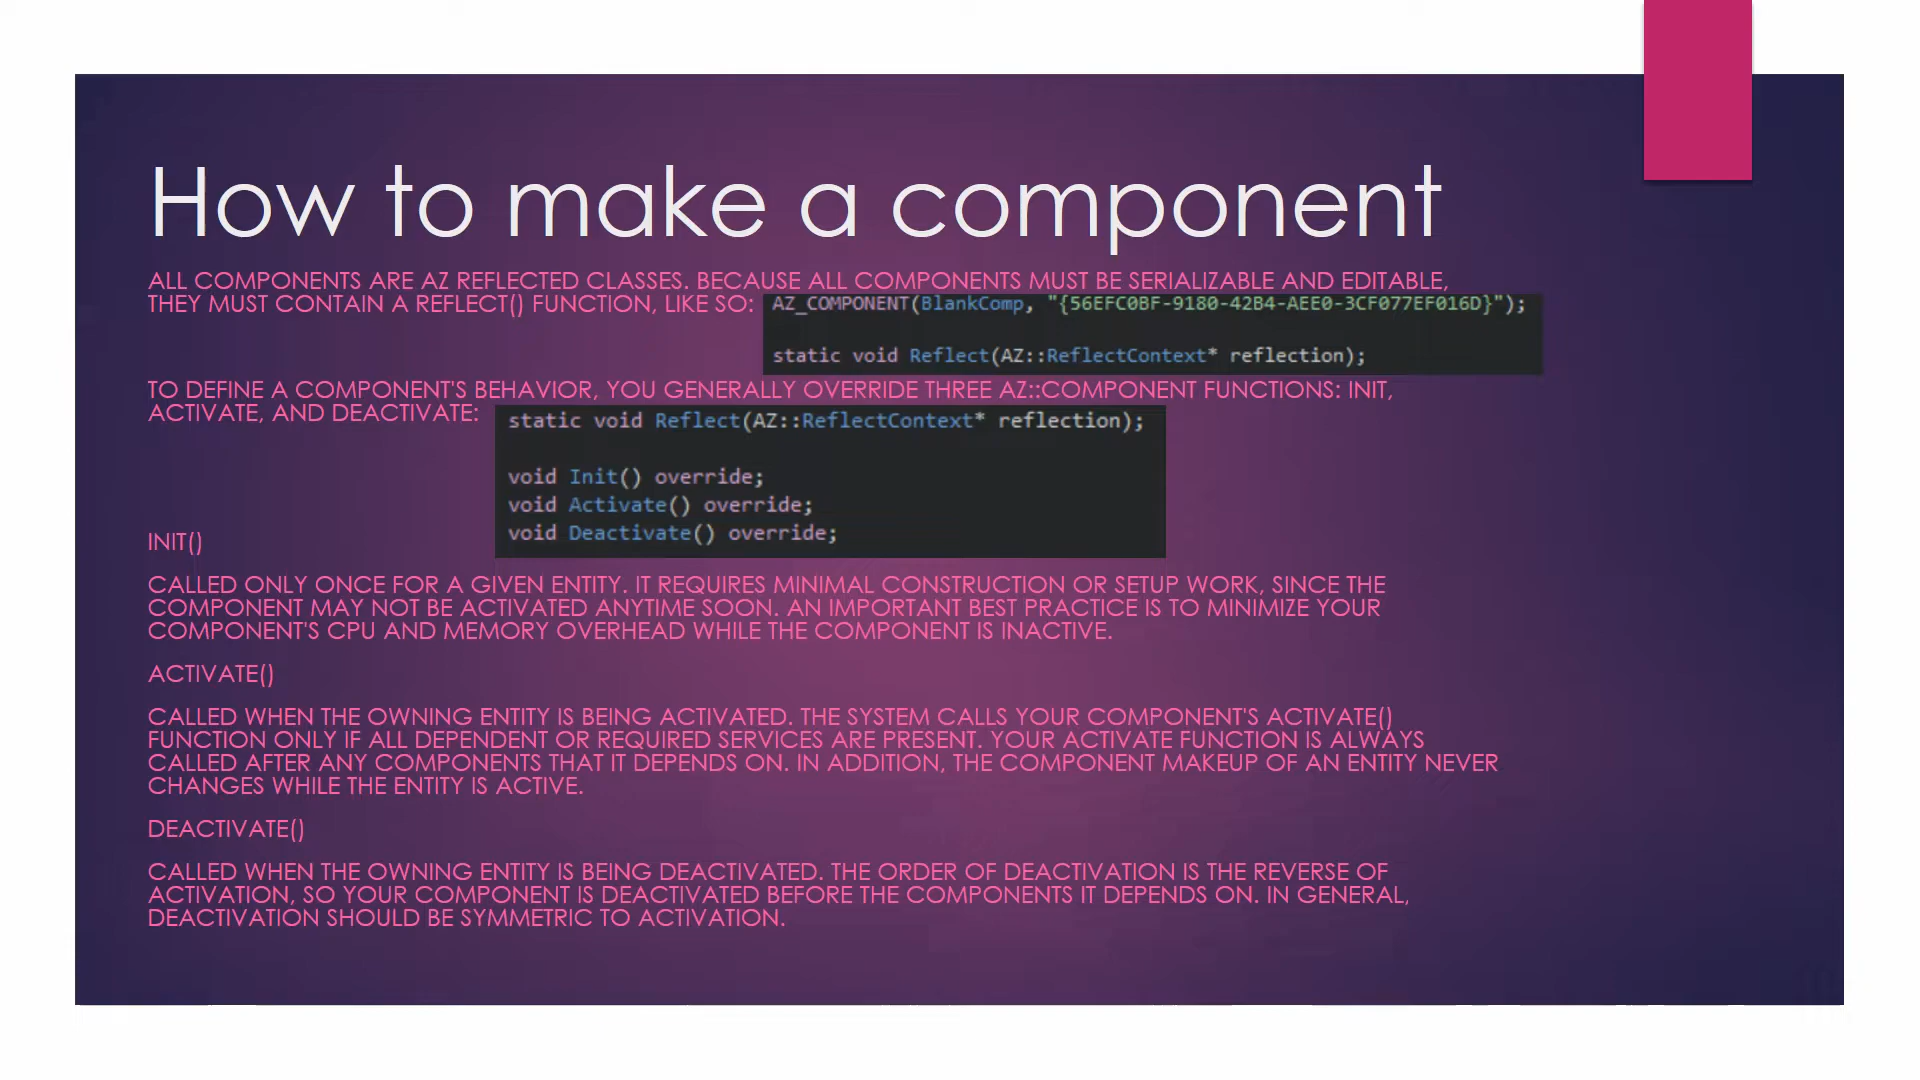 How to make a component
ALL COMPONENTS ARE AZ REFLECTED CLASSES. BECAUSE ALL COMPONENTS MUST BE SERIALIZABLE AND EDITABLE,
THEY MUST CONTAIN A REFLECT() FUNCTION, LIKE SO:
AZ_COMPONENT(BlankComp, "{56EFC0BF-9180-42B4-AEE0-3CF077EF016D}");
static void Reflect(AZ::ReflectContext* reflection);
TO DEFINE A COMPONENT'S BEHAVIOR, YOU GENERALLY OVERRIDE THREE AZ::COMPONENT FUNCTIONS: INIT,
ACTIVATE, AND DEACTIVATE:
static void Reflect(AZ::ReflectContext* reflection);
void Init() override;
void Activate() override;
void Deactivate() override;
INIT()
CALLED ONLY ONCE FOR A GIVEN ENTITY. IT REQUIRES MINIMAL CONSTRUCTION OR SETUP WORK, SINCE THE
COMPONENT MAY NOT BE ACTIVATED ANYTIME SOON. AN IMPORTANT BEST PRACTICE IS TO MINIMIZE YOUR
COMPONENT'S CPU AND MEMORY OVERHEAD WHILE THE COMPONENT IS INACTIVE.
ACTIVATE()
CALLED WHEN THE OWNING ENTITY IS BEING ACTIVATED. THE SYSTEM CALLS YOUR COMPONENT'S ACTIVATE()
FUNCTION ONLY IF ALL DEPENDENT OR REQUIRED SERVICES ARE PRESENT. YOUR ACTIVATE FUNCTION IS ALWAYS
CALLED AFTER ANY COMPONENTS THAT IT DEPENDS ON. IN ADDITION, THE COMPONENT MAKEUP OF AN ENTITY NEVER
CHANGES WHILE THE ENTITY IS ACTIVE.
DEACTIVATE()
CALLED WHEN THE OWNING ENTITY IS BEING DEACTIVATED. THE ORDER OF DEACTIVATION IS THE REVERSE OF
ACTIVATION, SO YOUR COMPONENT IS DEACTIVATED BEFORE THE COMPONENTS IT DEPENDS ON. IN GENERAL,
DEACTIVATION SHOULD BE SYMMETRIC TO ACTIVATION.